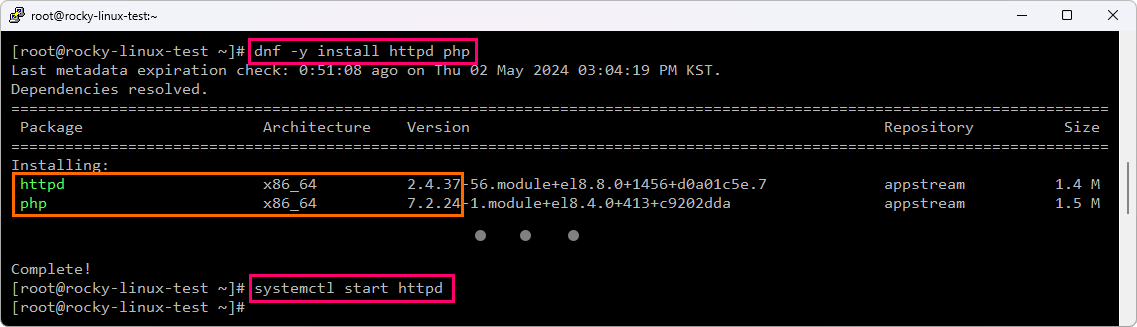 root@rocky-linux-test:~
[root@rocky-linux-test ~]# dnf -y install httpd php
Last metadata expiration check: 0:51:08 ago on Thu 02 May 2024 03:04:19 PM KST.
Dependencies resolved.
================================================================================
Package Architecture Version Repository Size
================================================================================
Installing:
httpd x86_64 2.4.37-56.module+el8.8.0+1456+d0a01c5e.7 appstream 1.4 M
php x86_64 7.2.24-1.module+el8.4.0+413+c9202dda appstream 1.5 M
Complete!
[root@rocky-linux-test ~]# systemctl start httpd
[root@rocky-linux-test ~]#